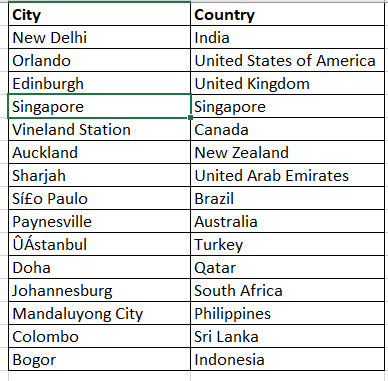 City Country
New Delhi India
Orlando United States of America
Edinburgh United Kingdom
Singapore Singapore
Vineland Station Canada
Auckland New Zealand
Sharjah United Arab Emirates
Sí£o Paulo Brazil
Paynesville Australia
ÛÁstanbul Turkey
Doha Qatar
Johannesburg South Africa
Mandaluyong City Philippines
Colombo Sri Lanka
Bogor Indonesia